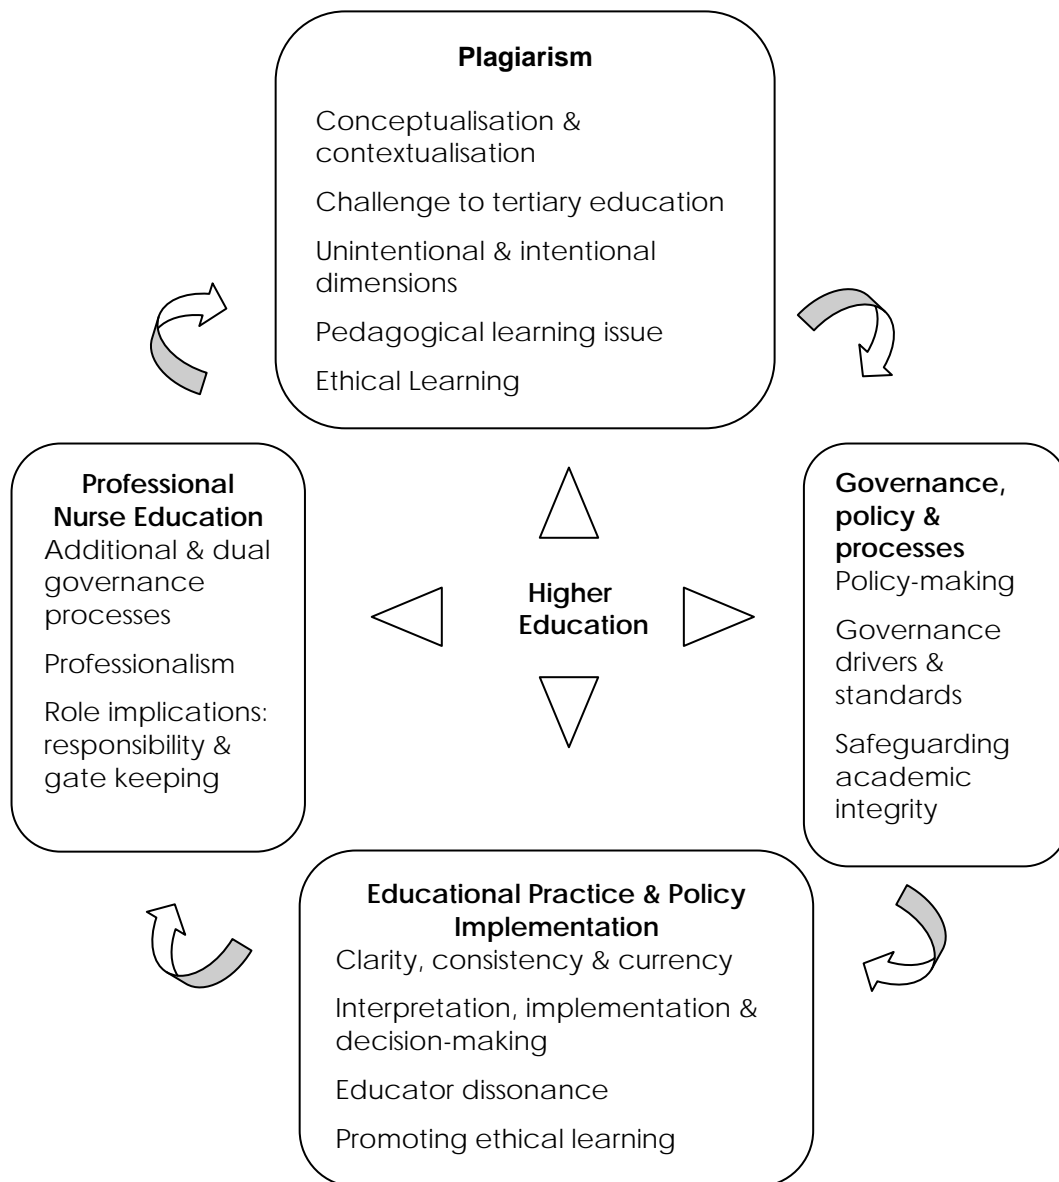 Plagiarism
Conceptualisation &
contextualisation
Challenge to tertiary education
Unintentional & intentional
dimensions
Pedagogical learning issue
Ethical Learning
Professional
Nurse Education
Additional & dual
governance
processes
Professionalism
Role implications:
responsibility &
gate keeping
Higher
Education
Governance,
policy &
processes
Policy-making
Governance
drivers &
standards
Safeguarding
academic
integrity
Educational Practice & Policy
Implementation
Clarity, consistency & currency
Interpretation, implementation &
decision-making
Educator dissonance
Promoting ethical learning